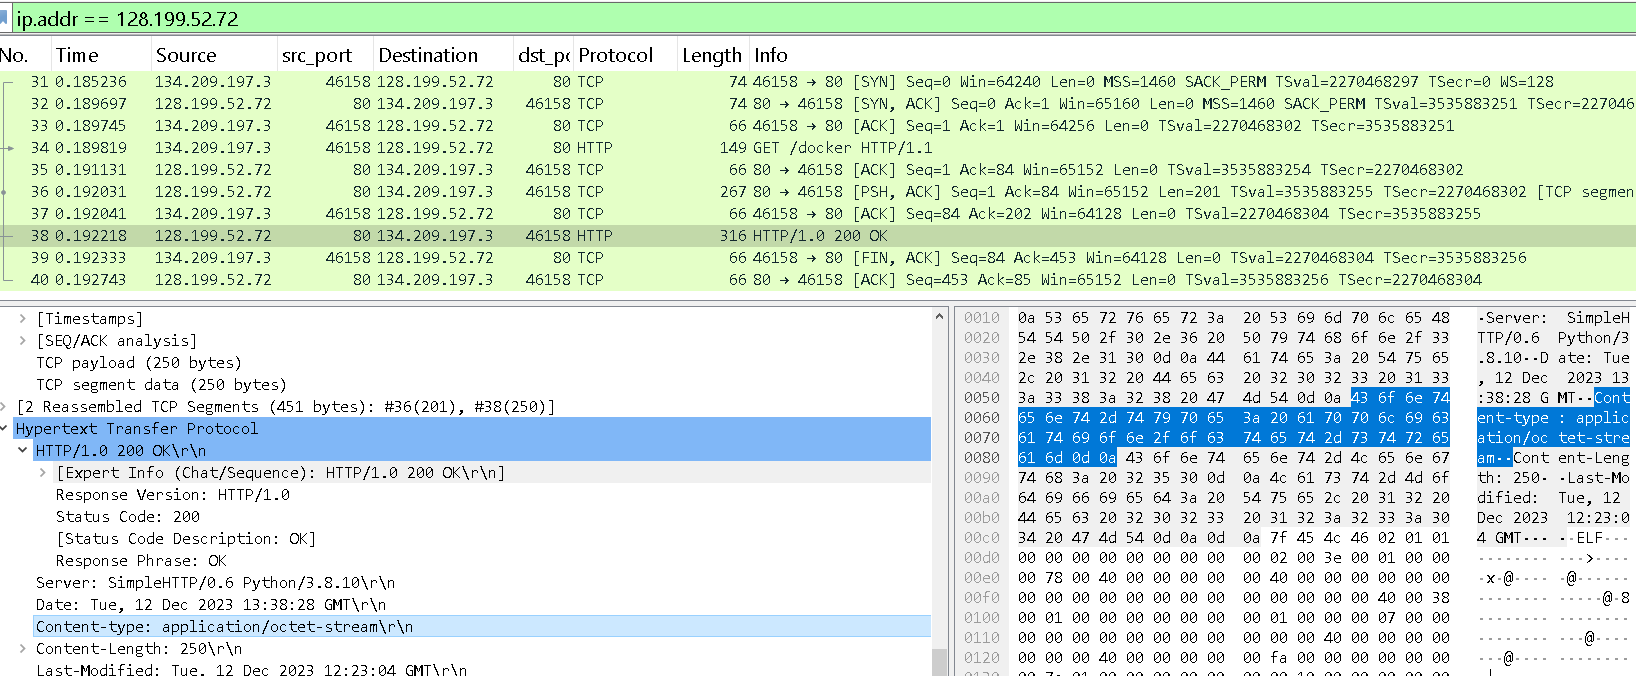 ip.addr == 128.199.52.72
No. Time Source src_port Destination dst_po Protocol Length Info
31 0.185236 134.209.197.3 46158 128.199.52.72 80 TCP 74 46158 → 80 [SYN] Seq=0 Win=64240 Len=0 MSS=1460 SACK_PERM TSval=2270468297 TSecr=0 WS=128
32 0.189697 128.199.52.72 80 134.209.197.3 46158 TCP 74 80 → 46158 [SYN, ACK] Seq=0 Ack=1 Win=65160 Len=0 MSS=1460 SACK_PERM TSval=3535883251 TSecr=22704
33 0.189745 134.209.197.3 46158 128.199.52.72 80 TCP 66 46158 → 80 [ACK] Seq=1 Ack=1 Win=64256 Len=0 TSval=2270468302 TSecr=3535883251
34 0.189819 134.209.197.3 46158 128.199.52.72 80 HTTP 149 GET /docker HTTP/1.1
35 0.191131 128.199.52.72 80 134.209.197.3 46158 TCP 66 80 → 46158 [ACK] Seq=1 Ack=84 Win=65152 Len=0 TSval=3535883254 TSecr=2270468302
36 0.192031 128.199.52.72 80 134.209.197.3 46158 TCP 267 80 → 46158 [PSH, ACK] Seq=1 Ack=84 Win=65152 Len=201 TSval=3535883255 TSecr=2270468302 [TCP segmen
37 0.192041 134.209.197.3 46158 128.199.52.72 80 TCP 66 46158 → 80 [ACK] Seq=84 Ack=202 Win=64128 Len=0 TSval=2270468304 TSecr=3535883255
38 0.192218 128.199.52.72 80 134.209.197.3 46158 HTTP 316 HTTP/1.0 200 OK
39 0.192333 134.209.197.3 46158 128.199.52.72 80 TCP 66 46158 → 80 [FIN, ACK] Seq=84 Ack=453 Win=64128 Len=0 TSval=2270468304 TSecr=3535883256
40 0.192743 128.199.52.72 80 134.209.197.3 46158 TCP 66 80 → 46158 [ACK] Seq=453 Ack=85 Win=65152 Len=0 TSval=3535883256 TSecr=2270468304
[Timestamps]
[SEQ/ACK analysis]
TCP payload (250 bytes)
TCP segment data (250 bytes)
[2 Reassembled TCP Segments (451 bytes): #36(201), #38(250)]
Hypertext Transfer Protocol
HTTP/1.0 200 OK\r\n
[Expert Info (Chat/Sequence): HTTP/1.0 200 OK\r\n]
Response Version: HTTP/1.0
Status Code: 200
[Status Code Description: OK]
Response Phrase: OK
Server: SimpleHTTP/0.6 Python/3.8.10\r\n
Date: Tue, 12 Dec 2023 13:38:28 GMT\r\n
Content-type: application/octet-stream\r\n
Content-Length: 250\r\n
Last-Modified: Tue, 12 Dec 2023 12:23:04 GMT\r\n
0010 0a 53 65 72 76 65 72 3a 20 53 69 6d 70 6c 65 48 ·Server: SimpleH
0020 54 54 50 2f 30 2e 36 20 50 79 74 68 6f 6e 2f 33 TTP/0.6 Python/3
0030 2e 38 2e 31 30 0d 0a 44 61 74 65 3a 20 54 75 65 .8.10··D ate: Tue
0040 2c 20 31 32 20 44 65 63 20 32 30 32 33 20 31 33 , 12 Dec 2023 13
0050 3a 33 38 3a 32 38 20 47 4d 54 0d 0a 43 6f 6e 74 :38:28 G MT··Cont
0060 65 6e 74 2d 74 79 70 65 3a 20 61 70 70 6c 69 63 ent-type : applic
0070 61 74 69 6f 6e 2f 6f 63 74 65 74 2d 73 74 72 65 ation/oc tet-stre
0080 61 6d 0d 0a 43 6f 6e 74 65 6e 74 2d 4c 65 6e 67 am··Cont ent-Leng
0090 74 68 3a 20 32 35 30 0d 0a 4c 61 73 74 2d 4d 6f th: 250· ·Last-Mo
00a0 64 69 66 69 65 64 3a 20 54 75 65 2c 20 31 32 20 dified: Tue, 12
00b0 44 65 63 20 32 30 32 33 20 31 32 3a 32 33 3a 30 Dec 2023 12:23:0
00c0 34 20 47 4d 54 0d 0a 0d 0a 7f 45 4c 46 02 01 01 4 GMT··· ··ELF···
00d0 00 00 00 00 00 00 00 00 00 02 00 3e 00 01 00 00 ········ ···>····
00e0 00 78 00 40 00 00 00 00 00 40 00 00 00 00 00 00 ·x·@···· ·@······
00f0 00 00 00 00 00 00 00 00 00 00 00 00 00 40 00 38 ········ ·····@·8
0100 00 01 00 00 00 00 00 00 00 01 00 00 00 07 00 00 ········ ········
0110 00 00 00 00 00 00 00 00 00 00 00 40 00 00 00 00 ········ ···@····
0120 00 00 00 40 00 00 00 00 00 fa 00 00 00 00 00 00 ···@···· ········